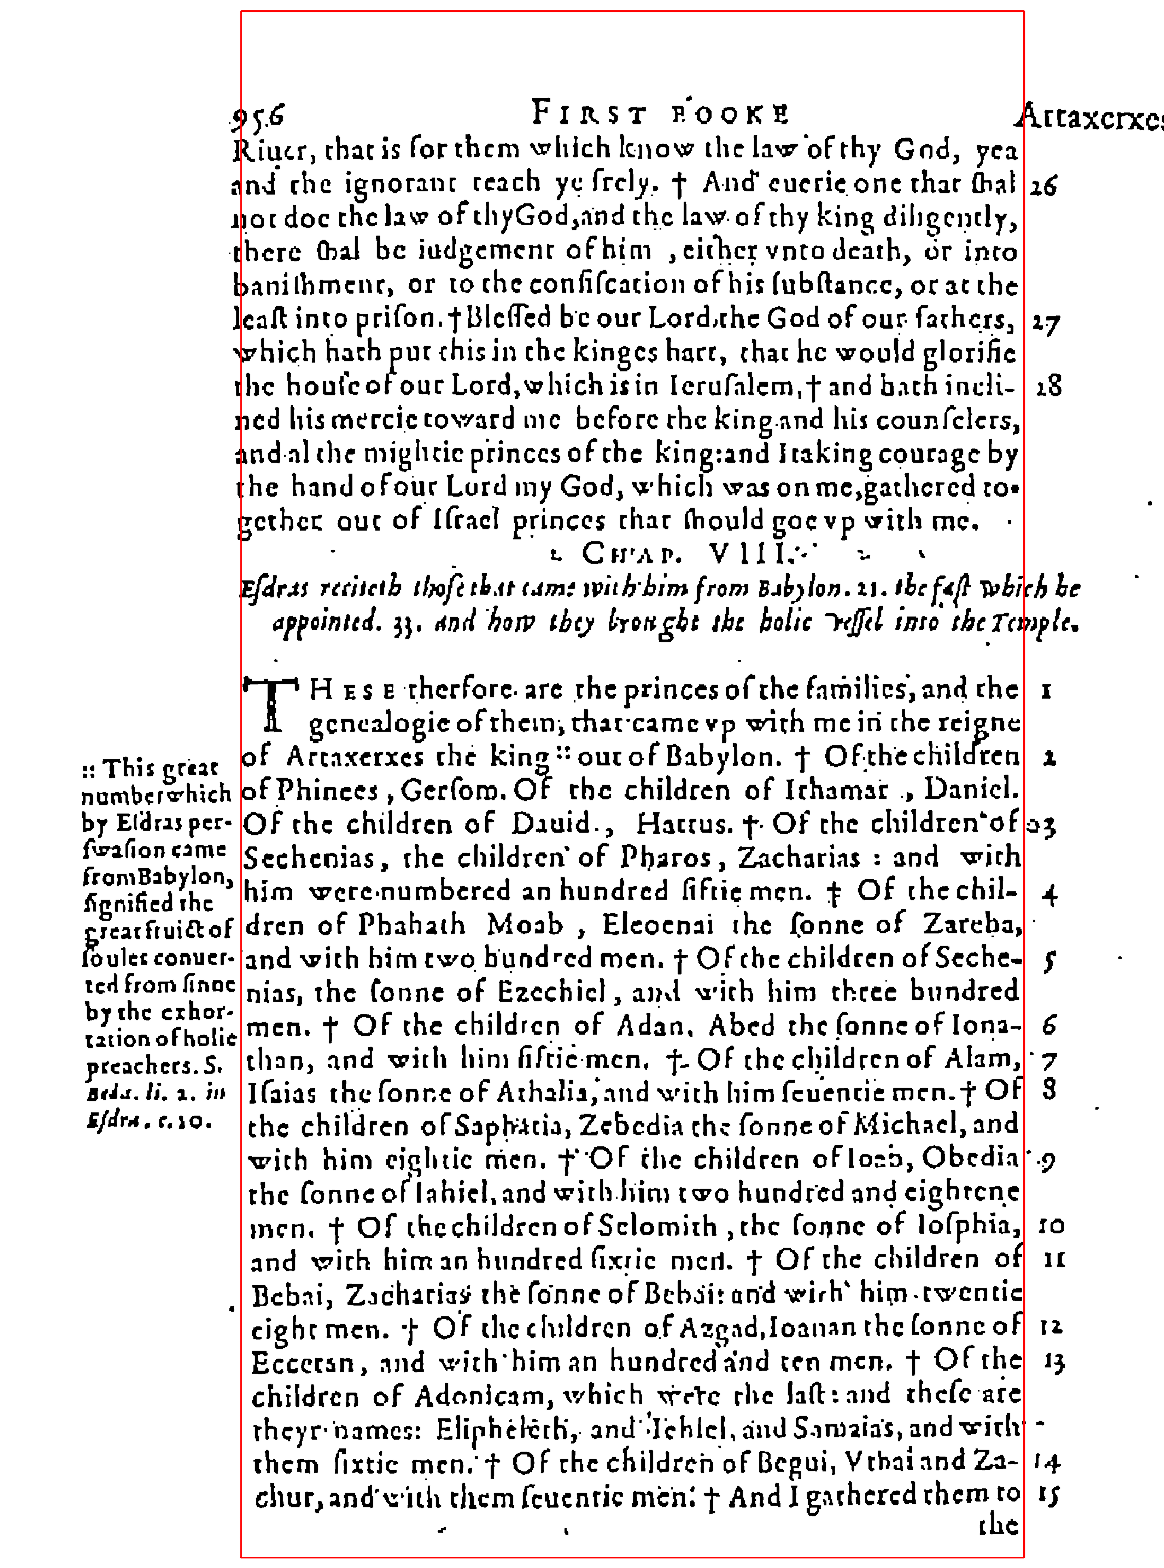 956 FIRST BOOKE Artaxerxes
Riuer, that is for them which know the law of thy God, yea
and the ignorant teach ye frely. † And euerie one that ſhal 26
not doe the law of thy God, and the law of thy king diligently,
there ſhal be iudgement of him , either vnto death, or into
baniſhment, or to the confiſcation of his ſubſtance, or at the
leaſt into priſon. † Bleſſed be our Lord, the God of our fathers, 27
which hath put this in the kinges hart, that he would glorifie
the houſe of our Lord, which is in Ieruſalem, † and hath incli- 28
ned his mercie toward me before the king and his counſelers,
and al the mightie princes of the king: and I taking courage by
the hand of our Lord my God, which was on me, gathered to-
gether out of Iſrael princes that ſhould goe vp with me.
CHAP. VIII.
Eſdras reciteth thoſe that came with him from Babylon. 21. the faſt which he
appointed. 33. and how they brought the holie veſſel into the Temple.
THESE therfore are the princes of the families, and the 1
genealogie of them, that came vp with me in the reigne
of Artaxerxes the king :: out of Babylon. † Of the children 2
of Phinees , Gerſom. Of the children of Ithamar , Daniel.
Of the children of Dauid , Hattus. † Of the children of 3
Sechenias, the children of Pharos, Zacharias : and with
him were numbered an hundred fiftie men. † Of the chil- 4
dren of Phahath Moab , Eleoenai the ſonne of Zareha,
and with him two hundred men. † Of the children of Seche- 5
nias, the ſonne of Ezechiel, and with him three hundred
men. † Of the children of Adan, Abed the ſonne of Iona- 6
than, and with him fiftie men. † Of the children of Alam, 7
Iſaias the ſonne of Athalia, and with him ſeuentie men. † Of 8
the children of Saphatia, Zebedia the ſonne of Michael, and
with him eightie men. † Of the children of Ioab, Obedia 9
the ſonne of Iahiel, and with him two hundred and eightene
men. † Of the children of Selomith , the ſonne of Ioſphia, 10
and with him an hundred ſixtie men. † Of the children of 11
Bebai, Zacharias the ſonne of Bebai: and with him twentie
eight men. † Of the children of Azgad, Ioanan the ſonne of 12
Eccetan, and with him an hundred and ten men. † Of the 13
children of Adonicam, which were the laſt: and theſe are
theyr names: Elipheleth, and Iehiel, and Samaias, and with
them ſixtie men. † Of the children of Begui, Vthai and Za- 14
chur, and with them ſeuentie men. † And I gathered them to 15
the
:: This great
number which
by Eſdras per-
ſwaſion came
from Babylon,
ſignified the
great fruict of
ſoules conuer-
ted from ſinne
by the exhor-
tation of holie
preachers. S.
Beda. li. 2. in
Eſdra. c. 10.